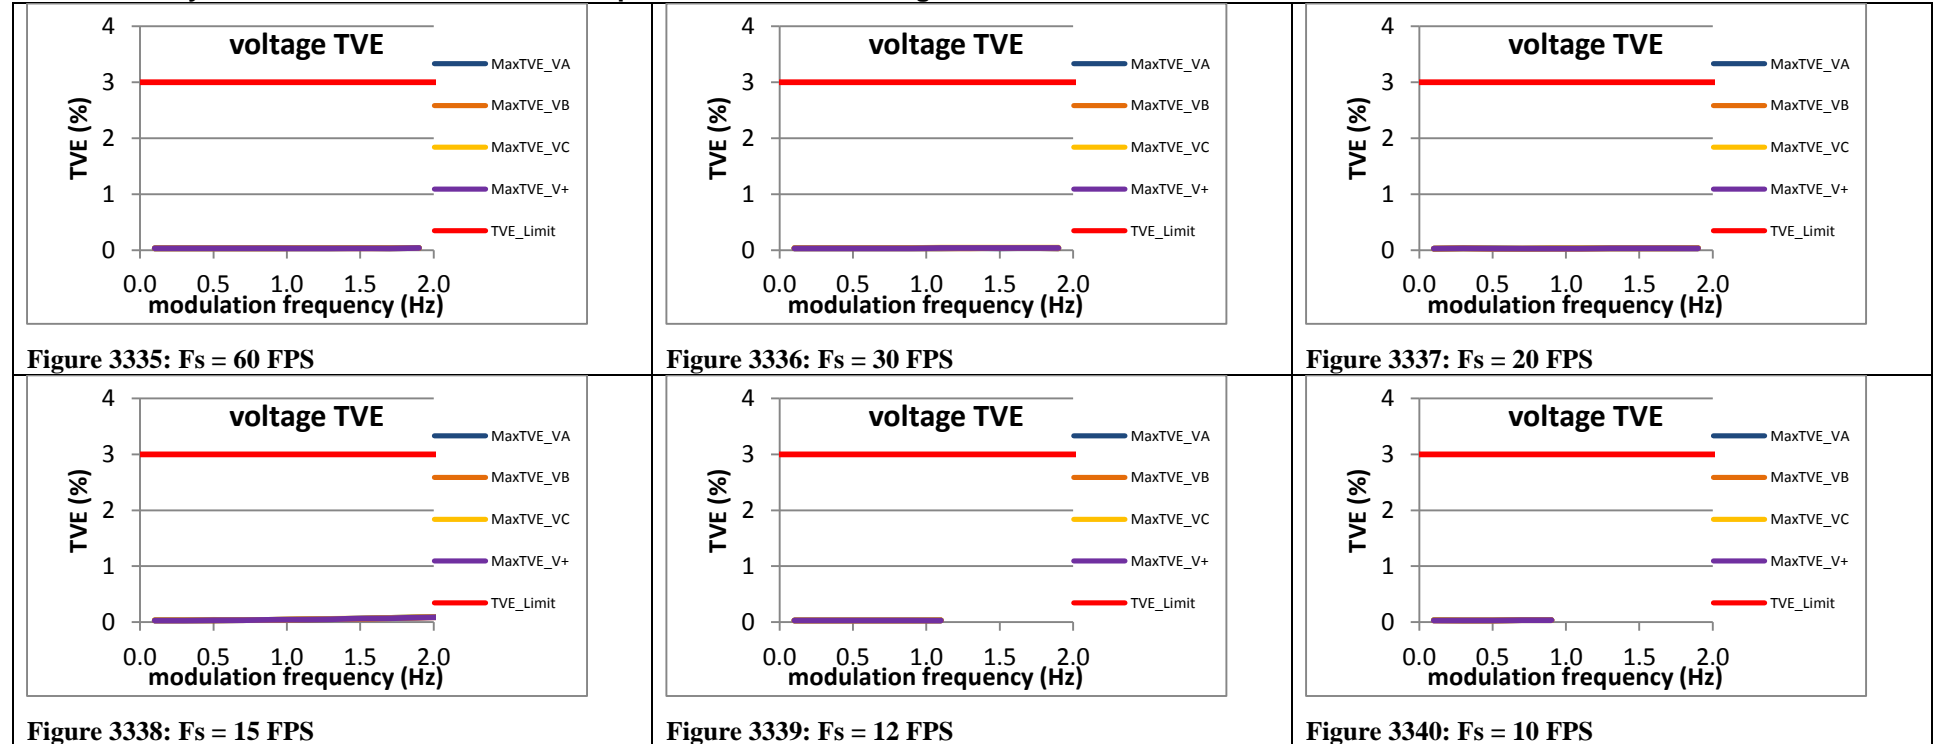 4
voltage TVE
MaxTVE_VA
3
MaxTVE_VB
TVE (%)
2
MaxTVE_VC
1
MaxTVE_V+
0
TVE_Limit
0.0 0.5 1.0 1.5 2.0
modulation frequency (Hz)
Figure 3335: Fs = 60 FPS
4
voltage TVE
MaxTVE_VA
3
MaxTVE_VB
TVE (%)
2
MaxTVE_VC
1
MaxTVE_V+
0
TVE_Limit
0.0 0.5 1.0 1.5 2.0
modulation frequency (Hz)
Figure 3336: Fs = 30 FPS
4
voltage TVE
MaxTVE_VA
3
MaxTVE_VB
TVE (%)
2
MaxTVE_VC
1
MaxTVE_V+
0
TVE_Limit
0.0 0.5 1.0 1.5 2.0
modulation frequency (Hz)
Figure 3337: Fs = 20 FPS
4
voltage TVE
MaxTVE_VA
3
MaxTVE_VB
TVE (%)
2
MaxTVE_VC
1
MaxTVE_V+
0
TVE_Limit
0.0 0.5 1.0 1.5 2.0
modulation frequency (Hz)
Figure 3338: Fs = 15 FPS
4
voltage TVE
MaxTVE_VA
3
MaxTVE_VB
TVE (%)
2
MaxTVE_VC
1
MaxTVE_V+
0
TVE_Limit
0.0 0.5 1.0 1.5 2.0
modulation frequency (Hz)
Figure 3339: Fs = 12 FPS
4
voltage TVE
MaxTVE_VA
3
MaxTVE_VB
TVE (%)
2
MaxTVE_VC
1
MaxTVE_V+
0
TVE_Limit
0.0 0.5 1.0 1.5 2.0
modulation frequency (Hz)
Figure 3340: Fs = 10 FPS